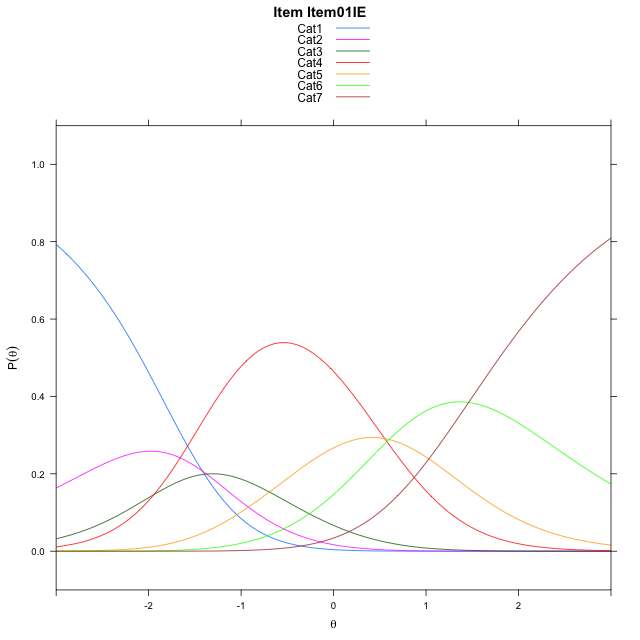 Item Item01IE
Cat1
Cat2
Cat3
Cat4
Cat5
Cat6
Cat7
1.0
0.8
0.6
0.4
0.2
0.0
P(θ)
-2 -1 0 1 2
θ